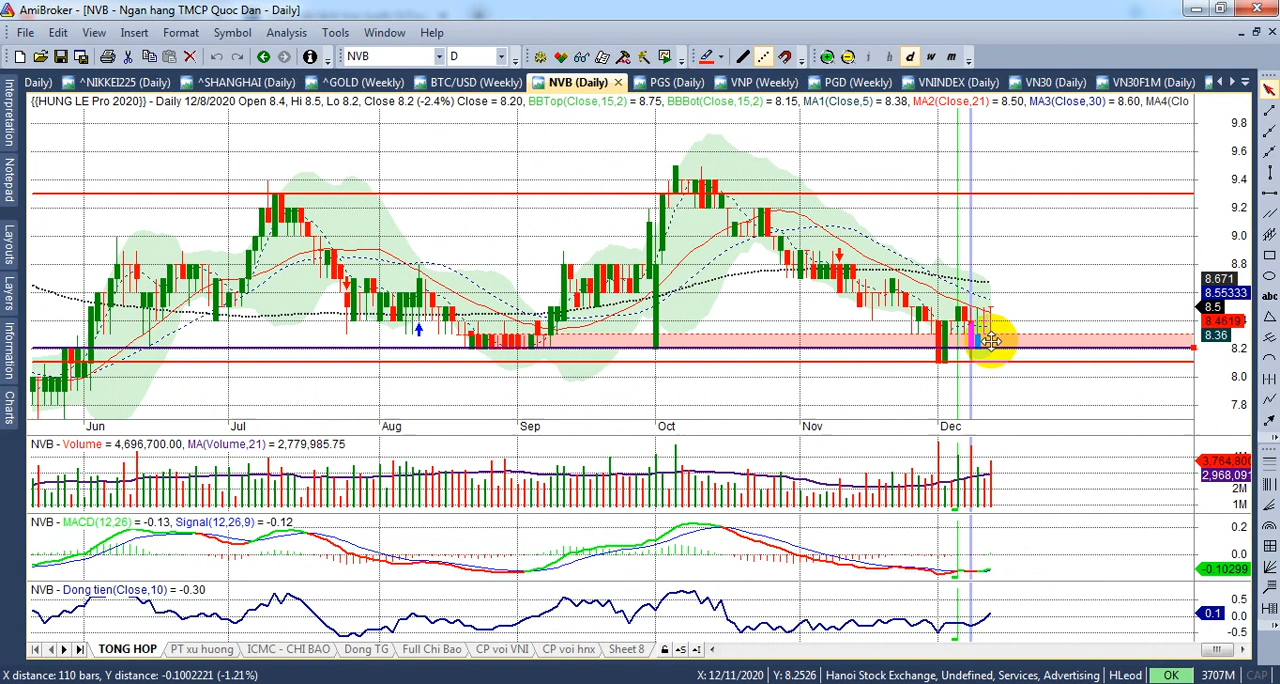 AmiBroker - [NVB - Ngan hang TMCP Quoc Dan - Daily]
File Edit View Insert Format Symbol Analysis Tools Window Help
NVB D i h d w m
Daily) ^NIKKEI225 (Daily) ^SHANGHAI (Daily) ^GOLD (Weekly) BTC/USD (Weekly) NVB (Daily) PGS (Daily) VNP (Weekly) PGD (Weekly) VNINDEX (Daily) VN30 (Daily) VN30F1M (Daily)
{{HUNG LE Pro 2020}} - Daily 12/8/2020 Open 8.4, Hi 8.5, Lo 8.2, Close 8.2 (-2.4%) Close = 8.20, BBTop(Close,15,2) = 8.75, BBBot(Close,15,2) = 8.15, MA1(Close,5) = 8.38, MA2(Close,21) = 8.50, MA3(Close,30) = 8.60, MA4(Clo
Interpretation
Notepad
Layouts
Layers
Information
Charts
abc
9.8
9.6
9.4
9.2
9.0
8.8
8.671
8.55333
8.5
8.4619
8.36
8.2
8.0
7.8
Jun Jul Aug Sep Oct Nov Dec
NVB - Volume = 4,696,700.00, MA(Volume,21) = 2,779,985.75
3,764,800
2,968,091
2M
1M
NVB - MACD(12,26) = -0.13, Signal(12,26,9) = -0.12
0.2
0.0
-0.10299
NVB - Dong tien(Close,10) = -0.30
0.5
0.1
0.0
-0.5
TONG HOP PT xu huong ICMC - CHI BAO Dong TG Full Chi Bao CP voi VNI CP voi hnx Sheet 8
X distance: 110 bars, Y distance: -0.1002221 (-1.21%) X: 12/11/2020 Y: 8.2526 Hanoi Stock Exchange, Undefined, Services, Advertising HLeod OK 3707M CAP